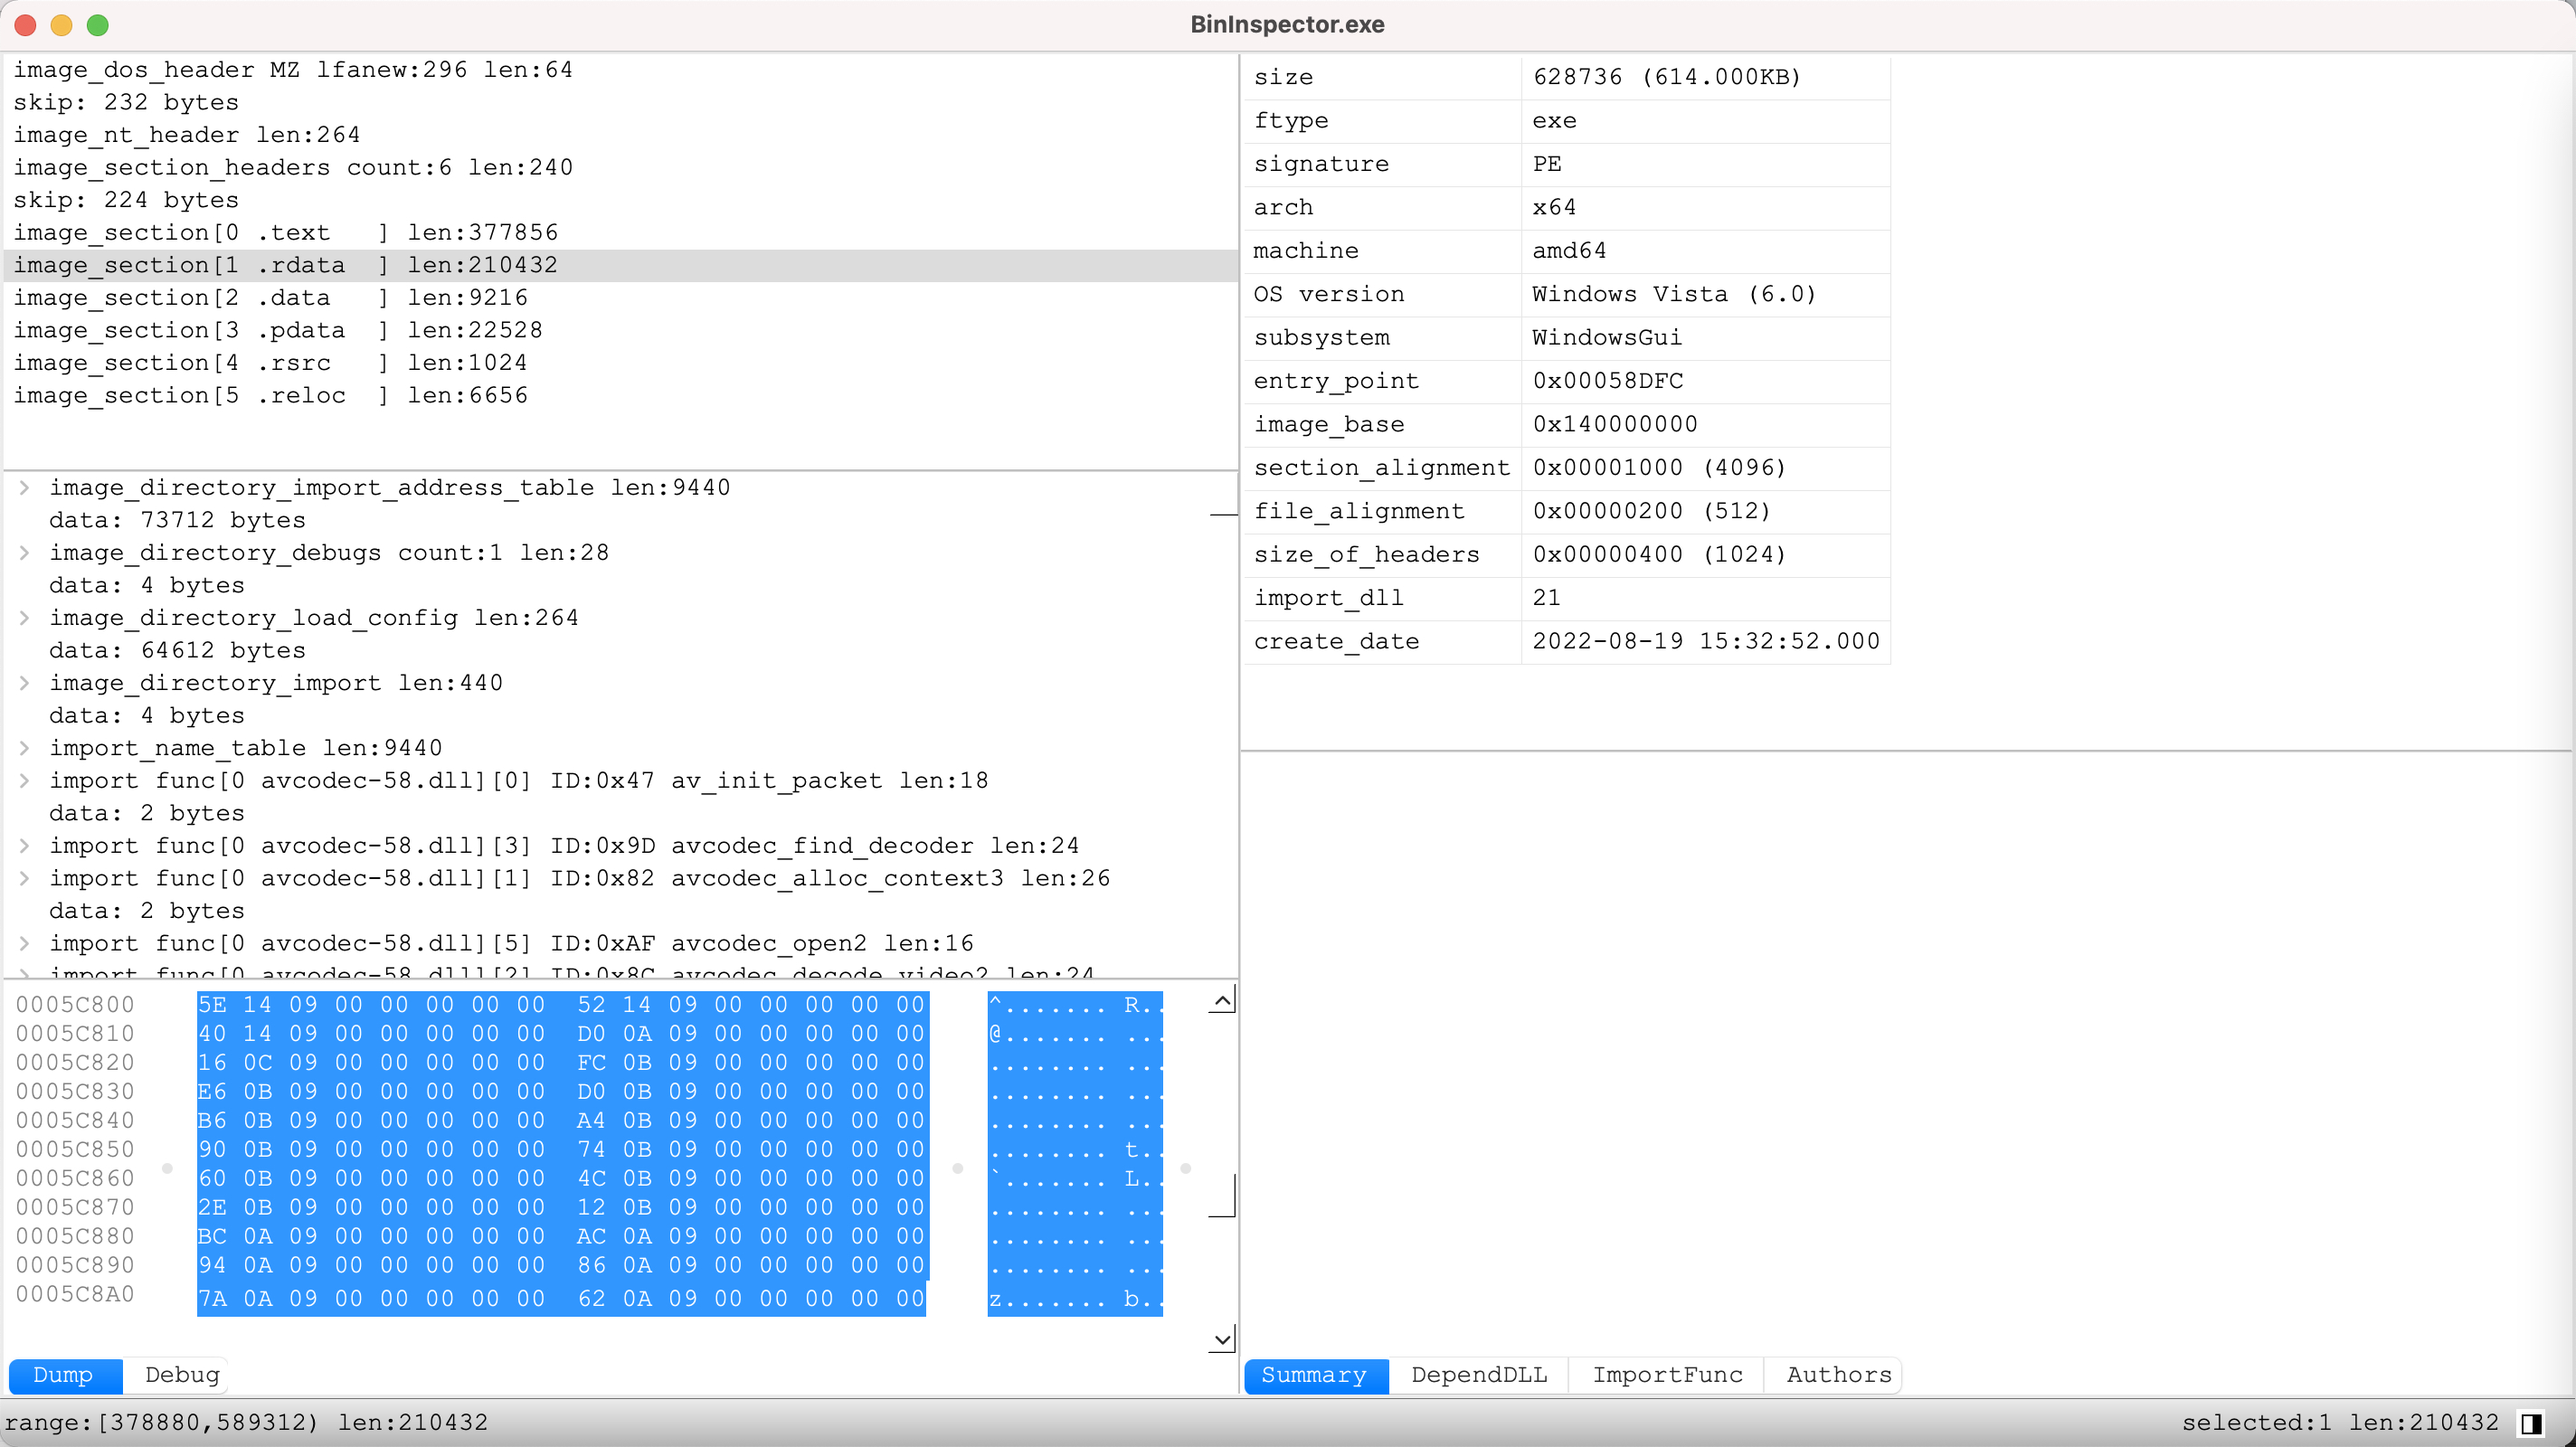 BinInspector.exe
image_dos_header MZ lfanew:296 len:64
skip: 232 bytes
image_nt_header len:264
image_section_headers count:6 len:240
skip: 224 bytes
image_section[0 .text   ] len:377856
image_section[1 .rdata  ] len:210432
image_section[2 .data   ] len:9216
image_section[3 .pdata  ] len:22528
image_section[4 .rsrc   ] len:1024
image_section[5 .reloc  ] len:6656
image_directory_import_address_table len:9440
data: 73712 bytes
image_directory_debugs count:1 len:28
data: 4 bytes
image_directory_load_config len:264
data: 64612 bytes
image_directory_import len:440
data: 4 bytes
import_name_table len:9440
import func[0 avcodec-58.dll][0] ID:0x47 av_init_packet len:18
data: 2 bytes
import func[0 avcodec-58.dll][3] ID:0x9D avcodec_find_decoder len:24
import func[0 avcodec-58.dll][1] ID:0x82 avcodec_alloc_context3 len:26
data: 2 bytes
import func[0 avcodec-58.dll][5] ID:0xAF avcodec_open2 len:16
import func[0 avcodec-58.dll][2] ID:0x8C avcodec_decode_video2 len:24
0005C800 5E 14 09 00 00 00 00 00 52 14 09 00 00 00 00 00 ^....... R..
0005C810 40 14 09 00 00 00 00 00 D0 0A 09 00 00 00 00 00 @....... ...
0005C820 16 0C 09 00 00 00 00 00 FC 0B 09 00 00 00 00 00 ........ ...
0005C830 E6 0B 09 00 00 00 00 00 D0 0B 09 00 00 00 00 00 ........ ...
0005C840 B6 0B 09 00 00 00 00 00 A4 0B 09 00 00 00 00 00 ........ ...
0005C850 90 0B 09 00 00 00 00 00 74 0B 09 00 00 00 00 00 ........ t..
0005C860 60 0B 09 00 00 00 00 00 4C 0B 09 00 00 00 00 00 `....... L..
0005C870 2E 0B 09 00 00 00 00 00 12 0B 09 00 00 00 00 00 ........ ...
0005C880 BC 0A 09 00 00 00 00 00 AC 0A 09 00 00 00 00 00 ........ ...
0005C890 94 0A 09 00 00 00 00 00 86 0A 09 00 00 00 00 00 ........ ...
0005C8A0 7A 0A 09 00 00 00 00 00 62 0A 09 00 00 00 00 00 z....... b..
Dump Debug
size 628736 (614.000KB)
ftype exe
signature PE
arch x64
machine amd64
OS version Windows Vista (6.0)
subsystem WindowsGui
entry_point 0x00058DFC
image_base 0x140000000
section_alignment 0x00001000 (4096)
file_alignment 0x00000200 (512)
size_of_headers 0x00000400 (1024)
import_dll 21
create_date 2022-08-19 15:32:52.000
Summary DependDLL ImportFunc Authors
range:[378880,589312) len:210432
selected:1 len:210432